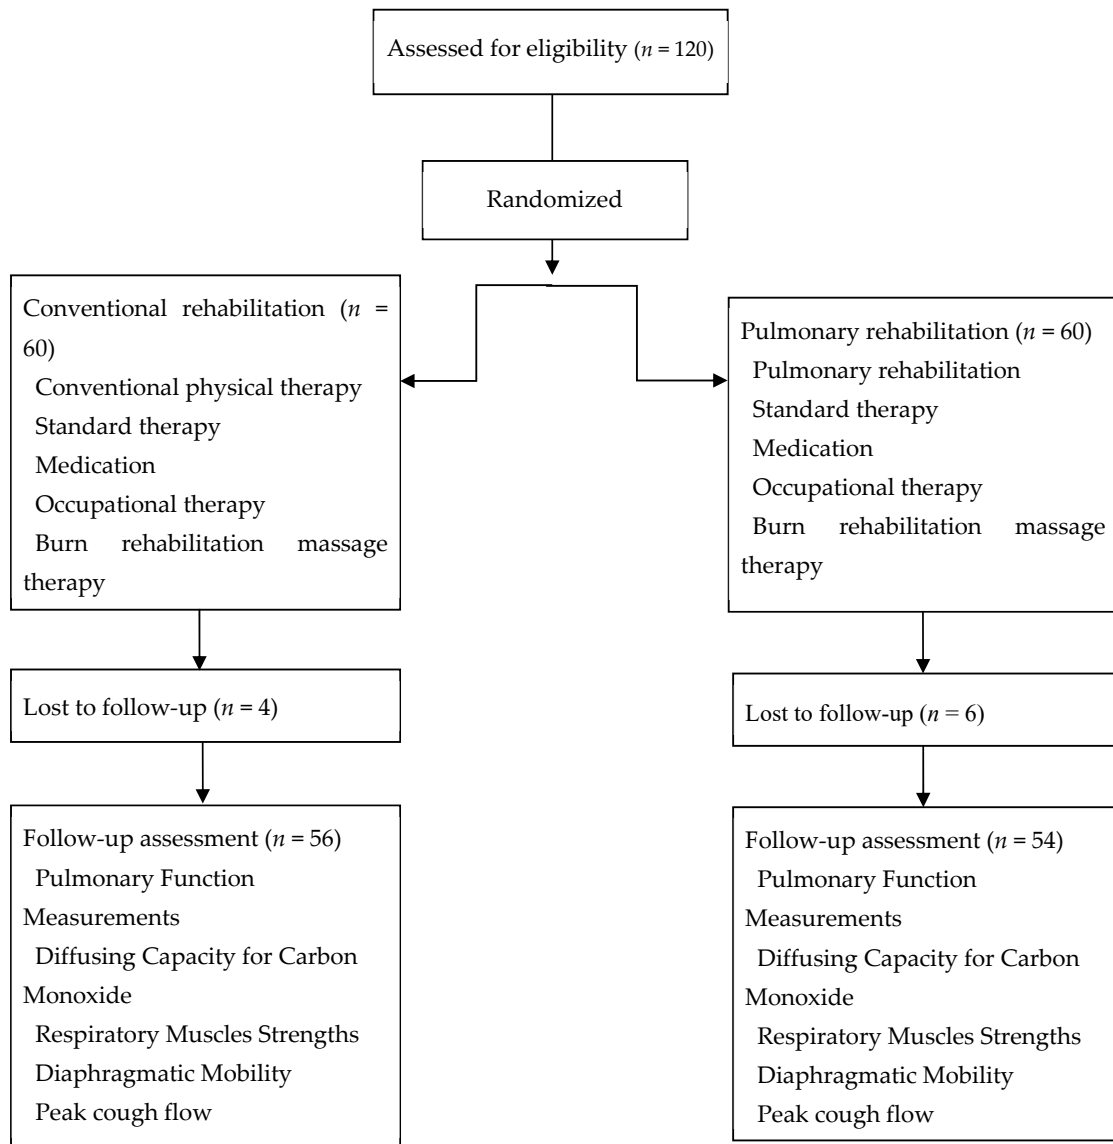 Assessed for eligibility (n = 120)
Randomized
Conventional rehabilitation (n =
60)
Conventional physical therapy
Standard therapy
Medication
Occupational therapy
Burn rehabilitation massage
therapy
Pulmonary rehabilitation (n = 60)
Pulmonary rehabilitation
Standard therapy
Medication
Occupational therapy
Burn rehabilitation massage
therapy
Lost to follow-up (n = 4)
Lost to follow-up (n = 6)
Follow-up assessment (n = 56)
Pulmonary Function
Measurements
Diffusing Capacity for Carbon
Monoxide
Respiratory Muscles Strengths
Diaphragmatic Mobility
Peak cough flow
Follow-up assessment (n = 54)
Pulmonary Function
Measurements
Diffusing Capacity for Carbon
Monoxide
Respiratory Muscles Strengths
Diaphragmatic Mobility
Peak cough flow